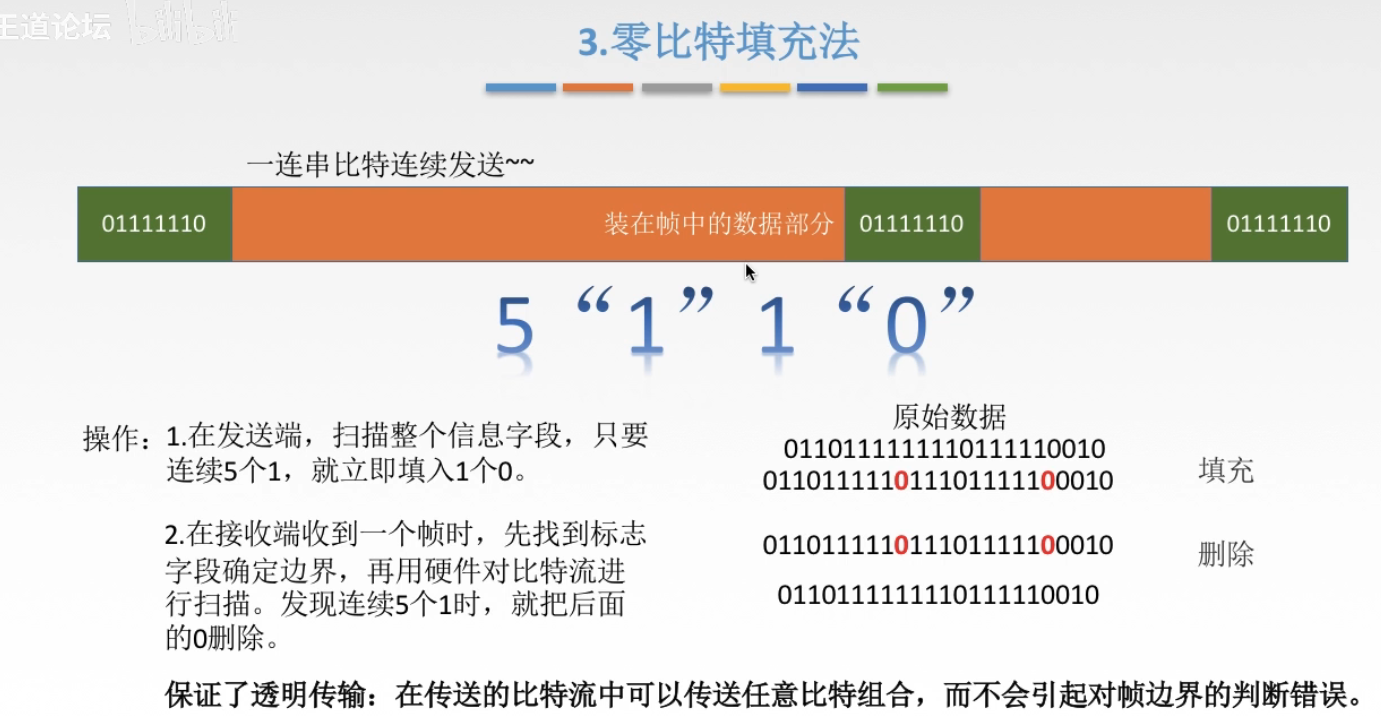 王道论坛 bilibili
3.零比特填充法
一连串比特连续发送~~
01111110 装在帧中的数据部分 01111110 01111110
5 “1” 1 “0”
原始数据
操作：1.在发送端，扫描整个信息字段，只要
连续5个1，就立即填入1个0。
0110111111110111110010
011011111011101111100010 填充
2.在接收端收到一个帧时，先找到标志
字段确定边界，再用硬件对比特流进
行扫描。发现连续5个1时，就把后面
的0删除。
011011111011101111100010 删除
0110111111110111110010
保证了透明传输：在传送的比特流中可以传送任意比特组合，而不会引起对帧边界的判断错误。